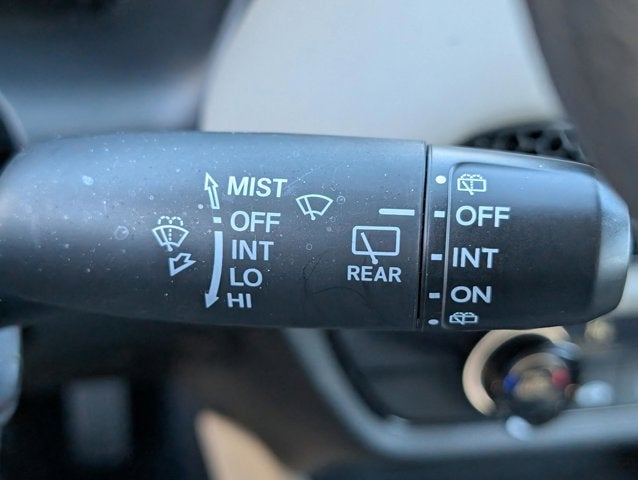 MIST
OFF
INT
LO
HI
REAR
OFF
INT
ON